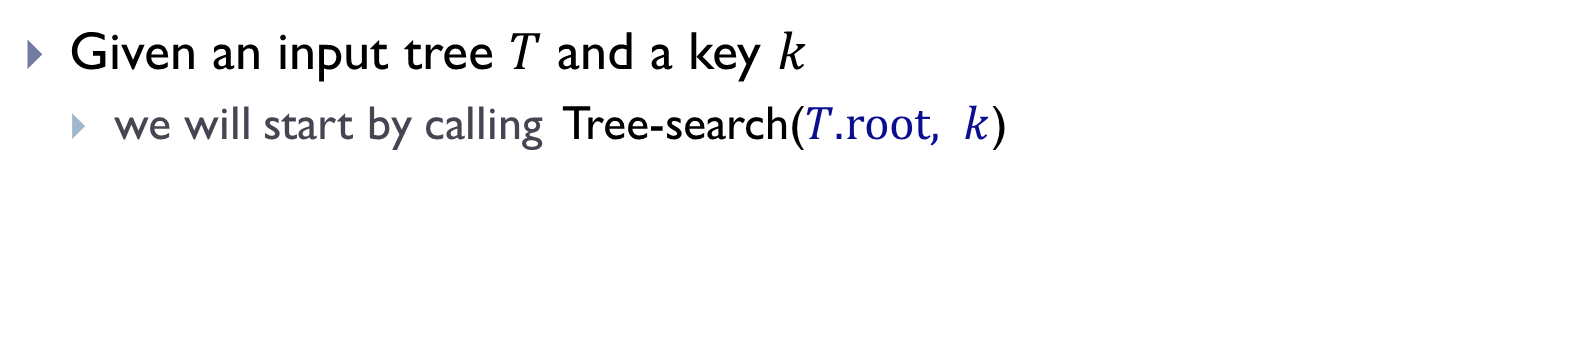 Given an input tree T and a key k
we will start by calling Tree-search(T.root, k)